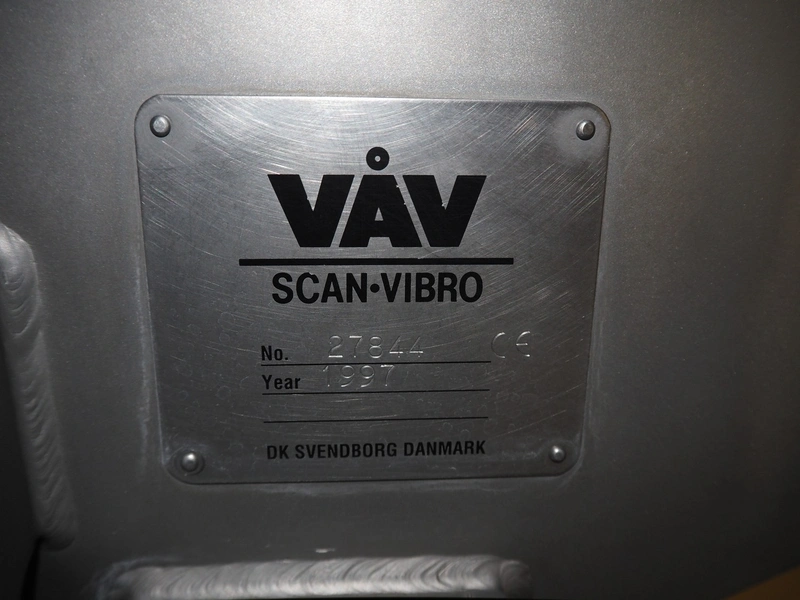 VÅV
SCAN·VIBRO
No. 27844 CE
Year 1997
DK SVENDBORG DANMARK